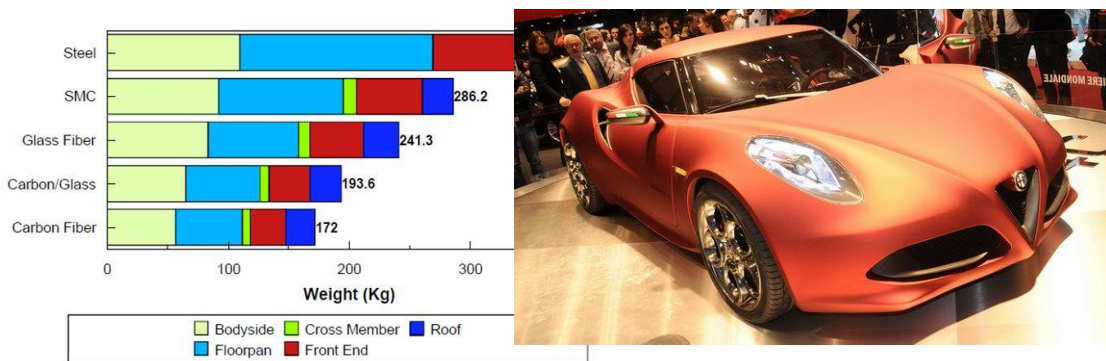 Steel
SMC
286.2
Glass Fiber
241.3
Carbon/Glass
193.6
Carbon Fiber
172
0
100
200
300
Weight (Kg)
Bodyside
Cross Member
Roof
Floorpan
Front End
MONDIALE